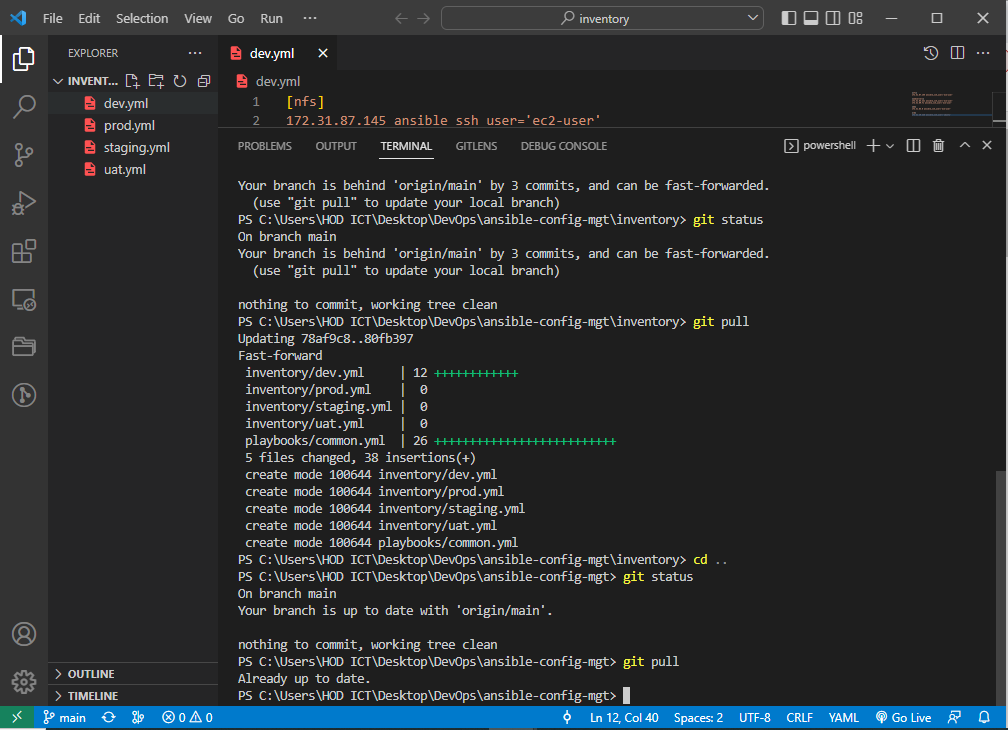 File Edit Selection View Go Run ··· inventory
EXPLORER ···
INVENT...
dev.yml
prod.yml
staging.yml
uat.yml
OUTLINE
TIMELINE
dev.yml
dev.yml
1 [nfs]
2 172.31.87.145 ansible_ssh_user='ec2-user'
PROBLEMS OUTPUT TERMINAL GITLENS DEBUG CONSOLE powershell
Your branch is behind 'origin/main' by 3 commits, and can be fast-forwarded.
(use "git pull" to update your local branch)
PS C:\Users\HOD ICT\Desktop\DevOps\ansible-config-mgt\inventory> git status
On branch main
Your branch is behind 'origin/main' by 3 commits, and can be fast-forwarded.
(use "git pull" to update your local branch)
nothing to commit, working tree clean
PS C:\Users\HOD ICT\Desktop\DevOps\ansible-config-mgt\inventory> git pull
Updating 78af9c8..80fb397
Fast-forward
inventory/dev.yml | 12 ++++++++++++
inventory/prod.yml | 0
inventory/staging.yml | 0
inventory/uat.yml | 0
playbooks/common.yml | 26 ++++++++++++++++++++++++++
5 files changed, 38 insertions(+)
create mode 100644 inventory/dev.yml
create mode 100644 inventory/prod.yml
create mode 100644 inventory/staging.yml
create mode 100644 inventory/uat.yml
create mode 100644 playbooks/common.yml
PS C:\Users\HOD ICT\Desktop\DevOps\ansible-config-mgt\inventory> cd ..
PS C:\Users\HOD ICT\Desktop\DevOps\ansible-config-mgt> git status
On branch main
Your branch is up to date with 'origin/main'.
nothing to commit, working tree clean
PS C:\Users\HOD ICT\Desktop\DevOps\ansible-config-mgt> git pull
Already up to date.
PS C:\Users\HOD ICT\Desktop\DevOps\ansible-config-mgt>
main 0 0 Ln 12, Col 40 Spaces: 2 UTF-8 CRLF YAML Go Live